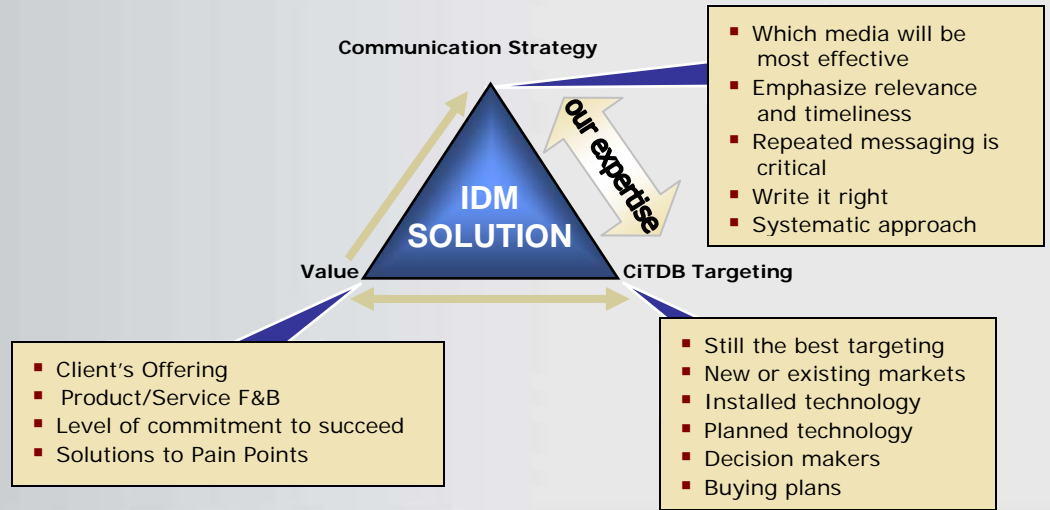 Communication Strategy
Which media will be
most effective
Emphasize relevance
and timeliness
Repeated messaging is
critical
Write it right
Systematic approach
our expertise
IDM
SOLUTION
Value
CiTDB Targeting
Client's Offering
Product/Service F&B
Level of commitment to succeed
Solutions to Pain Points
Still the best targeting
New or existing markets
Installed technology
Planned technology
Decision makers
Buying plans